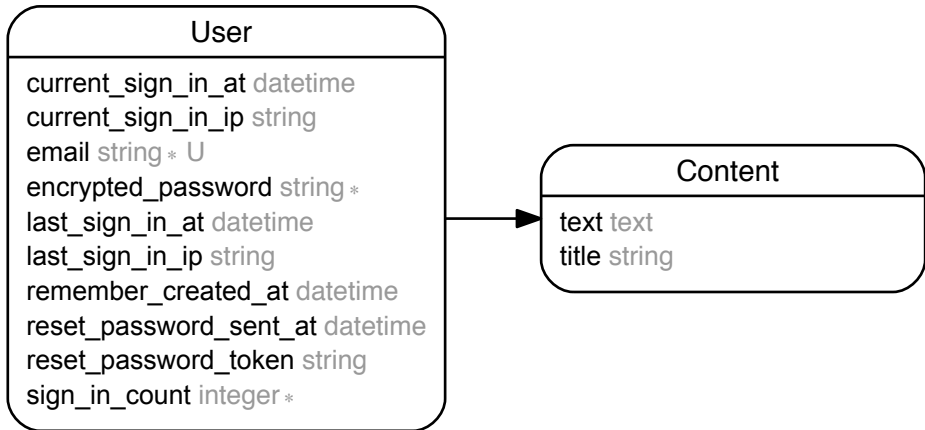 User
current_sign_in_at datetime
current_sign_in_ip string
email string * U
encrypted_password string *
last_sign_in_at datetime
last_sign_in_ip string
remember_created_at datetime
reset_password_sent_at datetime
reset_password_token string
sign_in_count integer *
Content
text text
title string